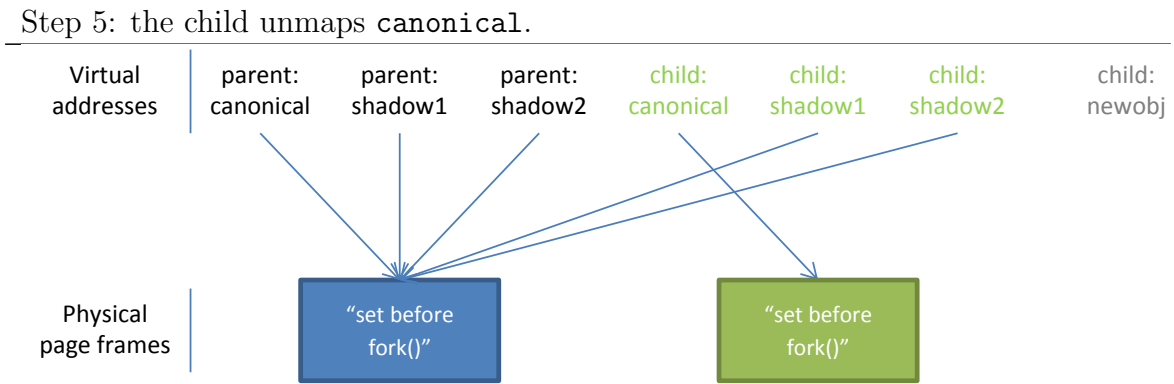 Step 5: the child unmaps canonical.
Virtual addresses
parent: canonical
parent: shadow1
parent: shadow2
child: canonical
child: shadow1
child: shadow2
child: newobj
Physical page frames
“set before fork()”
“set before fork()”